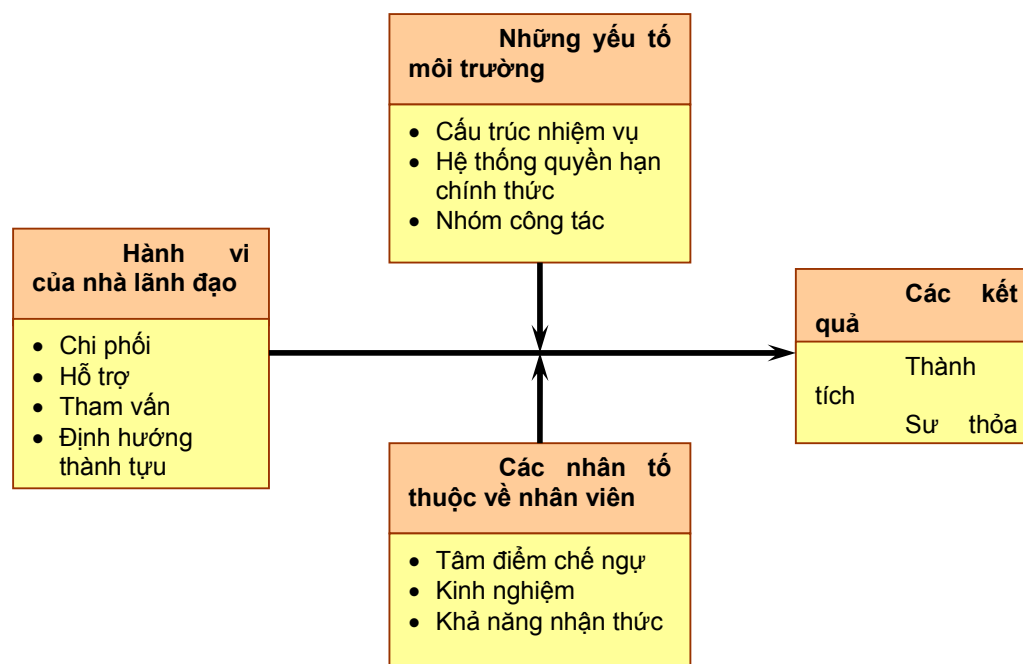 Những yếu tố
môi trường
• Cấu trúc nhiệm vụ
• Hệ thống quyền hạn
chính thức
• Nhóm công tác
Hành vi
của nhà lãnh đạo
• Chi phối
• Hỗ trợ
• Tham vấn
• Định hướng
thành tựu
Các kết
quả
Thành
tích
Sư thỏa
Các nhân tố
thuộc về nhân viên
• Tâm điểm chế ngự
• Kinh nghiệm
• Khả năng nhận thức